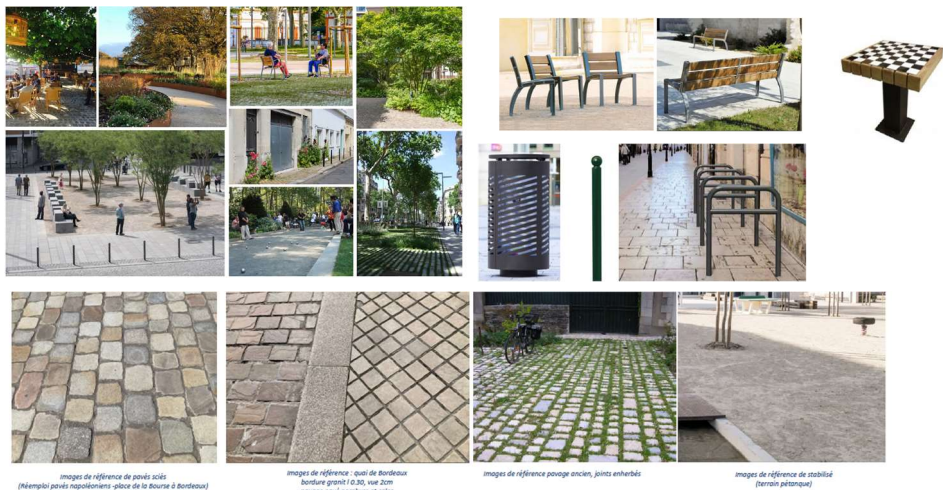 Images de référence de pavés sciés
(Réemploi pavés napoléoniens -place de la Bourse à Bordeaux)
Images de référence : quai de Bordeaux
bordure granit l 0.30, vue 2cm
Images de référence pavage ancien, joints enherbés
Images de référence de stabilisé
(terrain pétanque)